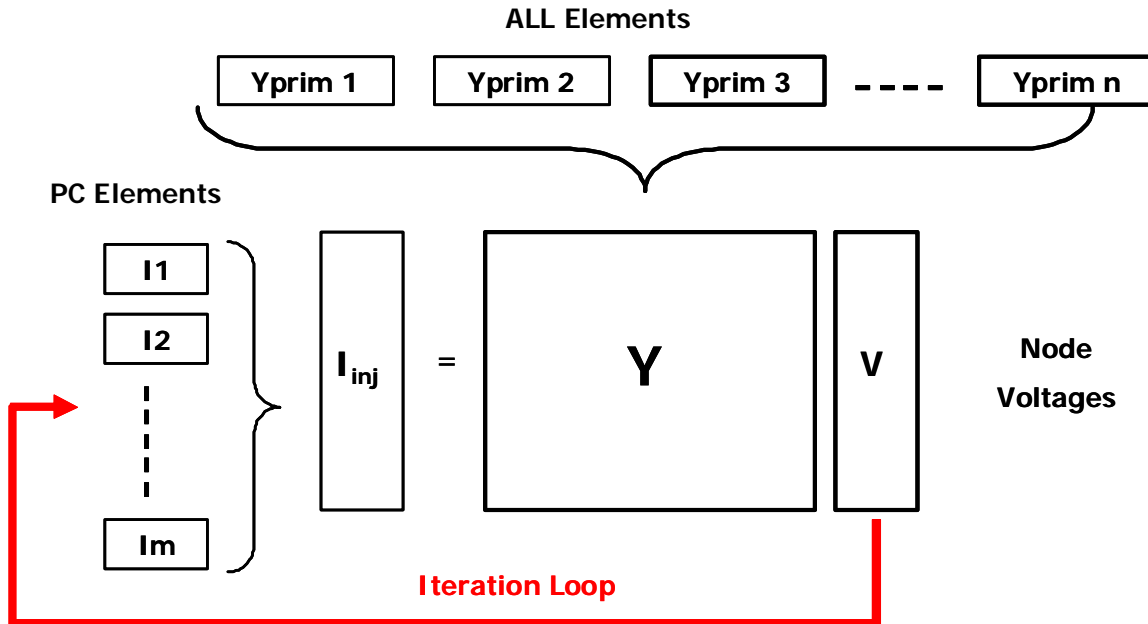 ALL Elements
Yprim 1 Yprim 2 Yprim 3 Yprim n
PC Elements
I1
I2
Im
Iinj = Y V
Node
Voltages
Iteration Loop